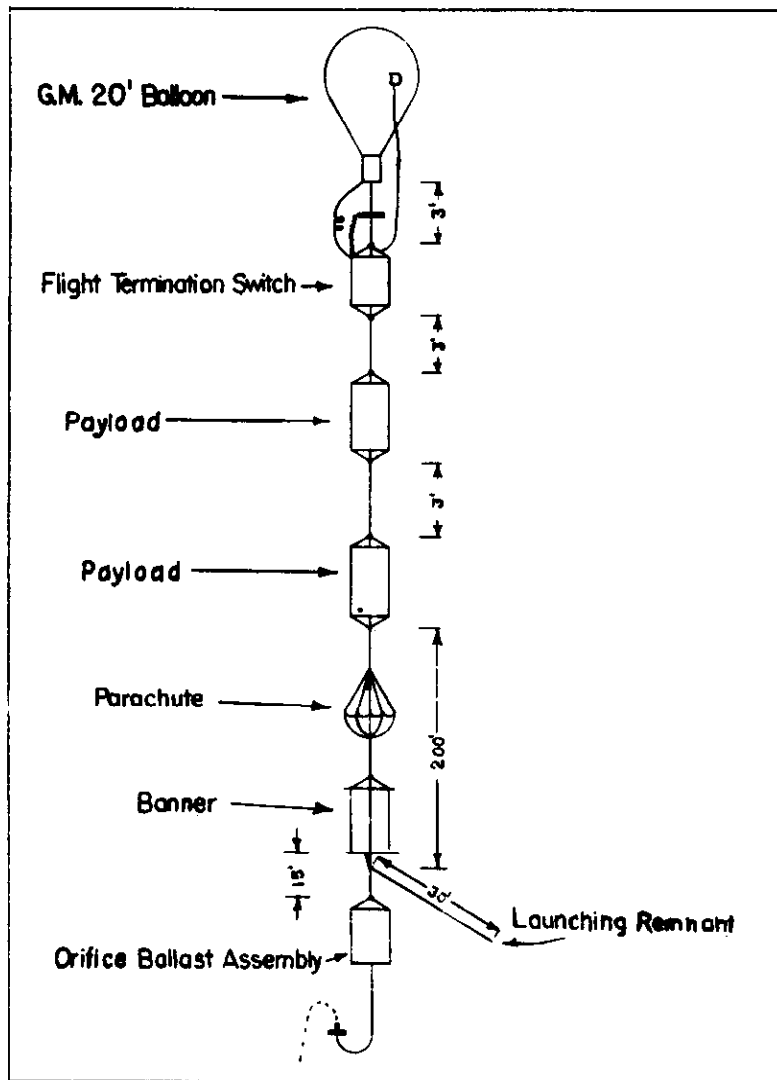 G.M. 20' Balloon
3'
Flight Termination Switch
3'
Payload
3'
Payload
Parachute
200'
Banner
15'
30'
Launching Remnant
Orifice Ballast Assembly